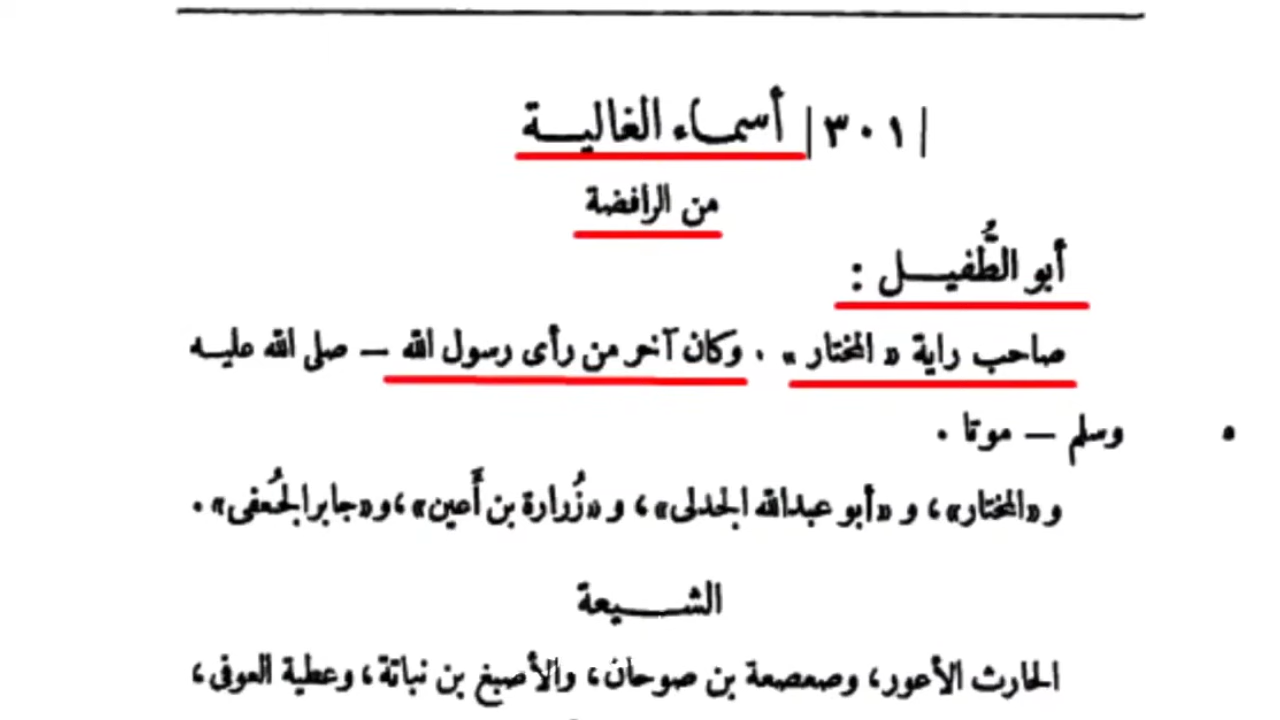 |٣٠١| أسماء الغالية
من الرافضة
أبو الطُّفيل :
صاحب راية « المختار » . وكان آخر من رأى رسول الله – صلى الله عليه
وسلم – موتا .
و«المختار»، و «أبو عبدالله الجدلى»، و «زُرارة بن أَعين»، و«جابر الجُعفى» .
الشيعة
الحارث الأعور، وصعصعة بن صوحان، والأصبغ بن نباتة، وعطية العوفى،